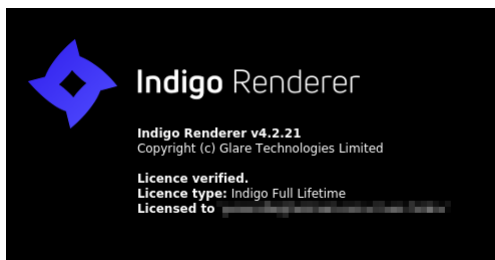 Indigo Renderer
Indigo Renderer v4.2.21
Copyright (c) Glare Technologies Limited
Licence verified.
Licence type: Indigo Full Lifetime
Licensed to